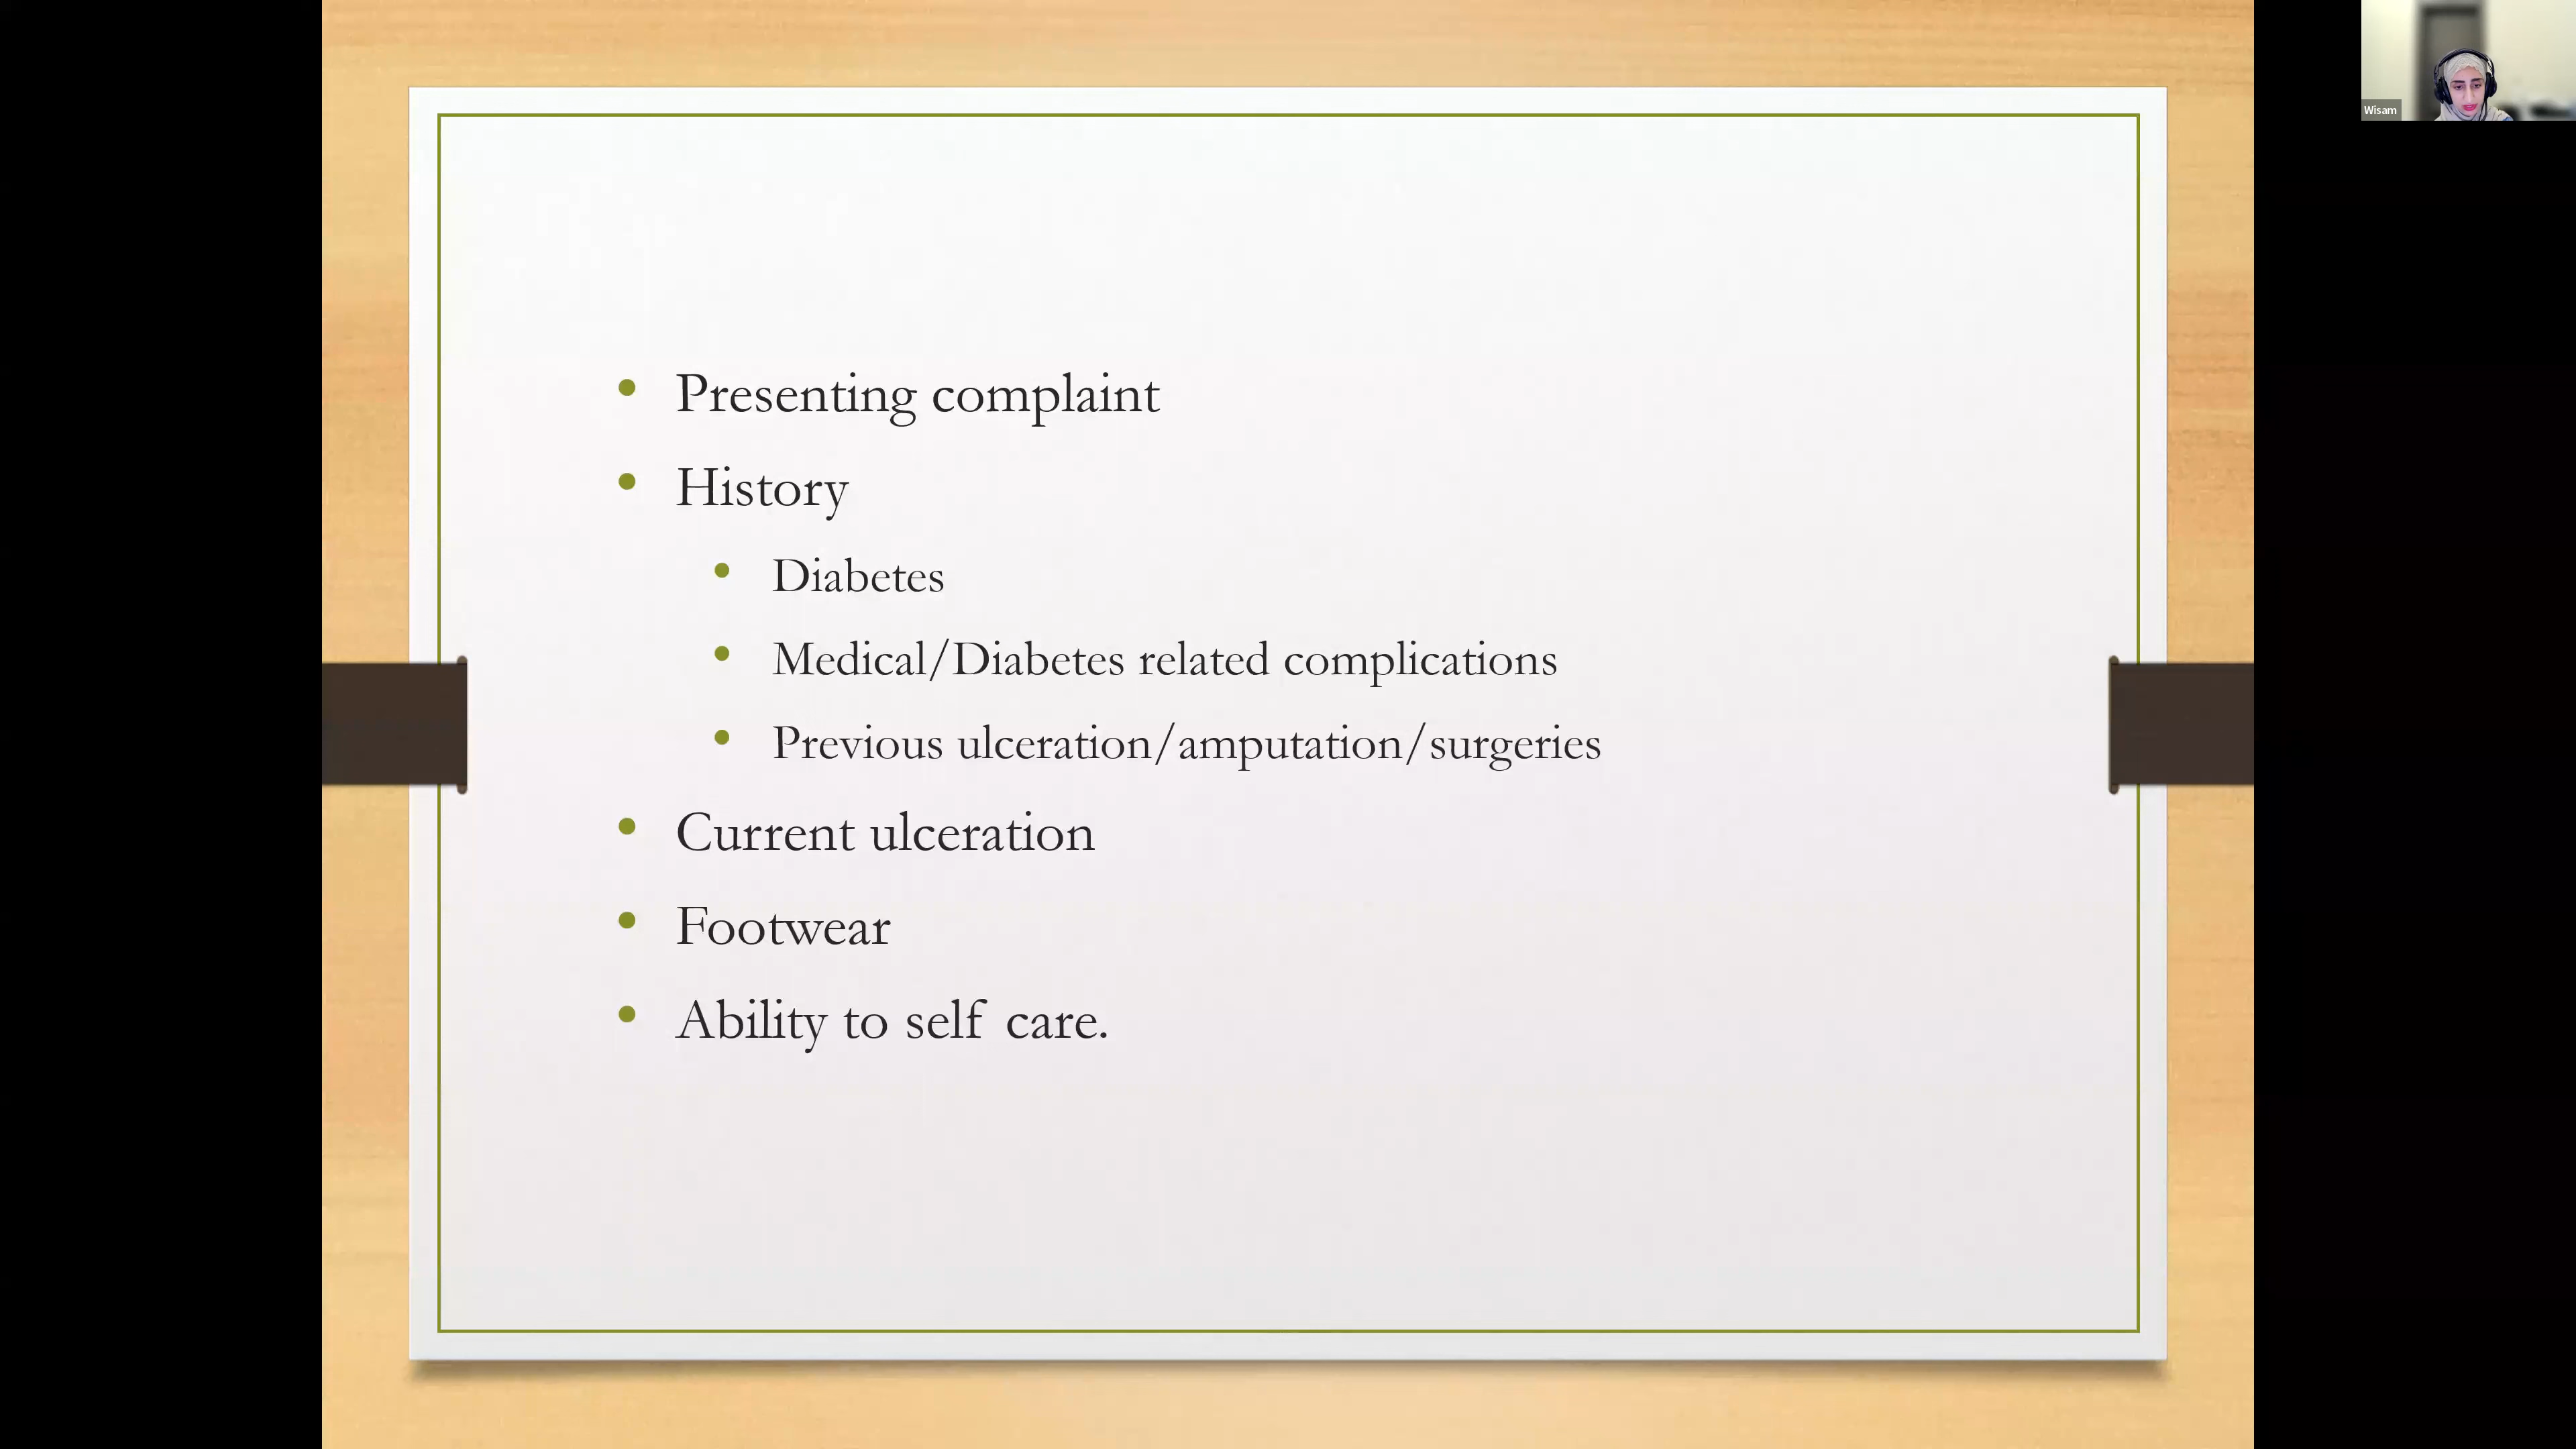 Presenting complaint
History
Diabetes
Medical/Diabetes related complications
Previous ulceration/amputation/surgeries
Current ulceration
Footwear
Ability to self care.
Wisam